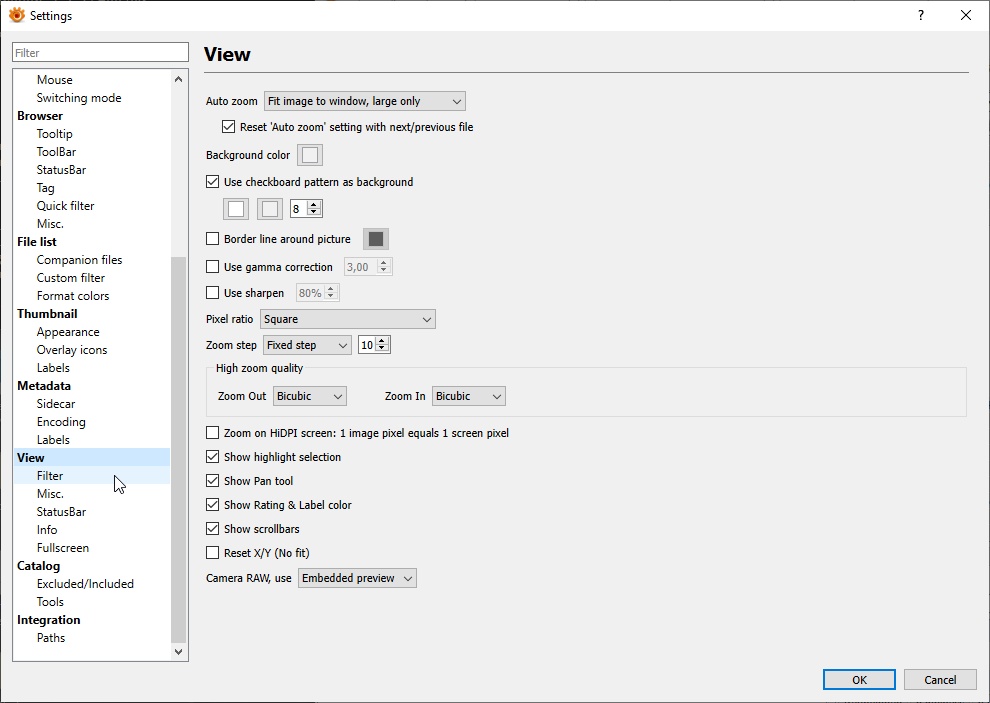 Settings
?
Filter
Mouse
Switching mode
Browser
Tooltip
ToolBar
StatusBar
Tag
Quick filter
Misc.
File list
Companion files
Custom filter
Format colors
Thumbnail
Appearance
Overlay icons
Labels
Metadata
Sidecar
Encoding
Labels
View
Filter
Misc.
StatusBar
Info
Fullscreen
Catalog
Excluded/Included
Tools
Integration
Paths
View
Auto zoom Fit image to window, large only
Reset 'Auto zoom' setting with next/previous file
Background color
Use checkboard pattern as background
8
Border line around picture
Use gamma correction 3,00
Use sharpen 80%
Pixel ratio Square
Zoom step Fixed step 10
High zoom quality
Zoom Out Bicubic Zoom In Bicubic
Zoom on HiDPI screen: 1 image pixel equals 1 screen pixel
Show highlight selection
Show Pan tool
Show Rating & Label color
Show scrollbars
Reset X/Y (No fit)
Camera RAW, use Embedded preview
OK Cancel